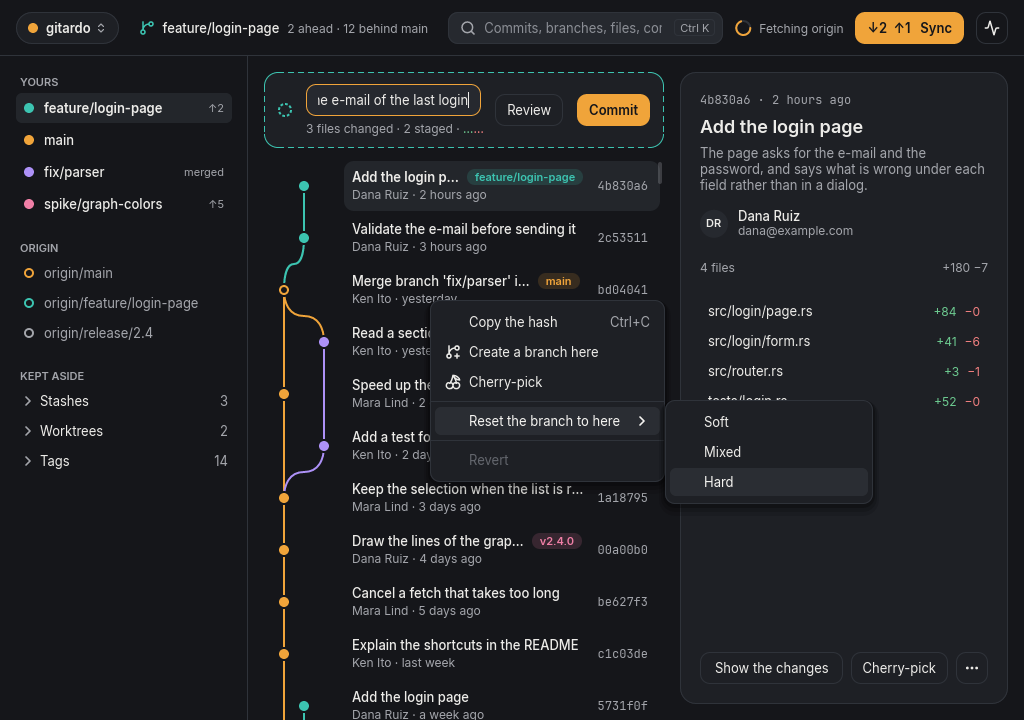 gitardo
feature/login-page 2 ahead · 12 behind main
Commits, branches, files, cor Ctrl K
Fetching origin
↓2 ↑1 Sync
YOURS
feature/login-page ↑2
main
fix/parser merged
spike/graph-colors ↑5
ORIGIN
origin/main
origin/feature/login-page
origin/release/2.4
KEPT ASIDE
Stashes 3
Worktrees 2
Tags 14
e e-mail of the last login
3 files changed · 2 staged · ......
Review
Commit
Add the login p... feature/login-page
Dana Ruiz · 2 hours ago
4b830a6
Validate the e-mail before sending it
Dana Ruiz · 3 hours ago
2c53511
Merge branch 'fix/parser' i... main
Ken Ito · yesterday
bd04041
Read a sectio
Ken Ito · yeste
Speed up the
Mara Lind · 2
Add a test fo
Ken Ito · 2 day
Keep the selection when the list is r...
Mara Lind · 3 days ago
1a18795
Draw the lines of the grap... v2.4.0
Dana Ruiz · 4 days ago
00a00b0
Cancel a fetch that takes too long
Mara Lind · 5 days ago
be627f3
Explain the shortcuts in the README
Ken Ito · last week
c1c03de
Add the login page
Dana Ruiz · a week ago
5731f0f
Copy the hash Ctrl+C
Create a branch here
Cherry-pick
Reset the branch to here
Revert
Soft
Mixed
Hard
4b830a6 · 2 hours ago
Add the login page
The page asks for the e-mail and the
password, and says what is wrong under each
field rather than in a dialog.
DR
Dana Ruiz
dana@example.com
4 files +180 −7
src/login/page.rs +84 −0
src/login/form.rs +41 −6
src/router.rs +3 −1
tests/login.rs +52 −0
Show the changes
Cherry-pick